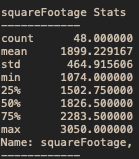 squareFootage Stats
------------
count 48.000000
mean 1899.229167
std 464.915606
min 1074.000000
25% 1502.750000
50% 1826.500000
75% 2283.500000
max 3050.000000
Name: squareFootage,
------------